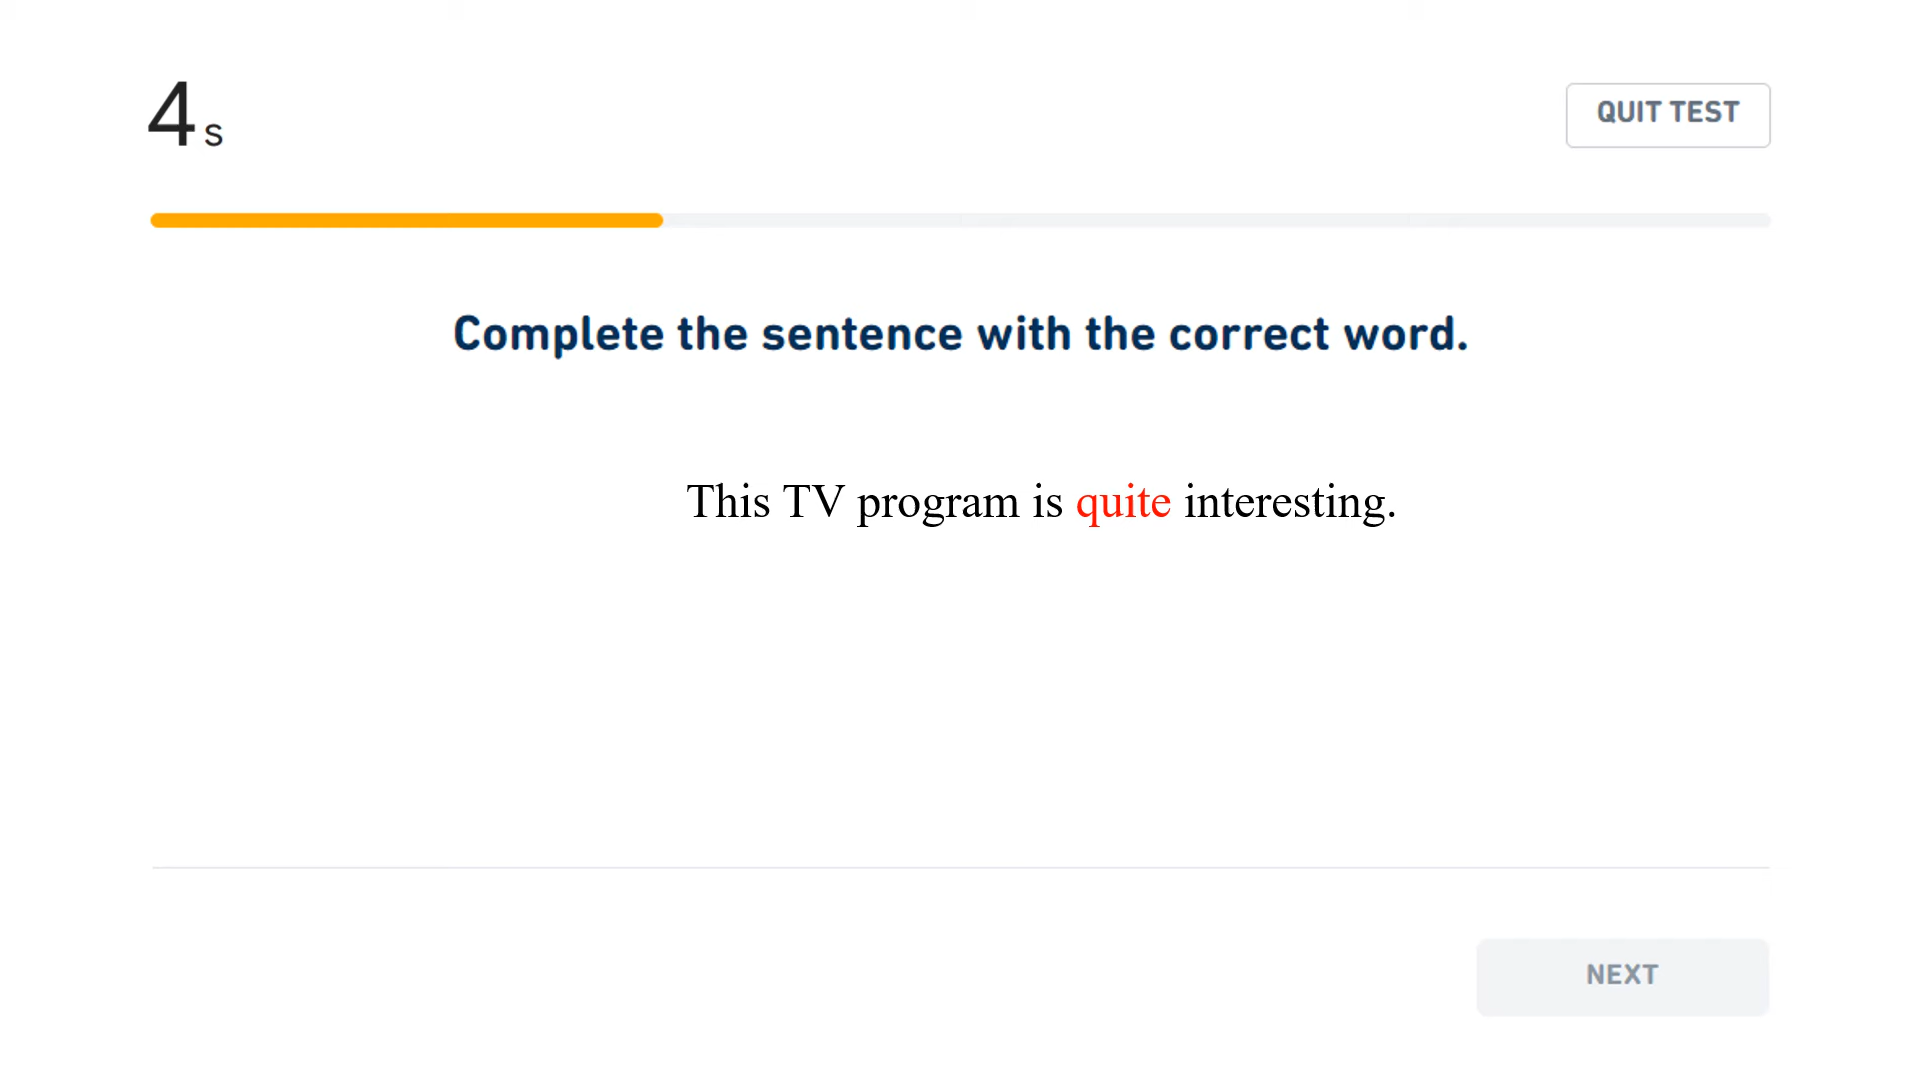 4 s
QUIT TEST
Complete the sentence with the correct word.
This TV program is quite interesting.
NEXT